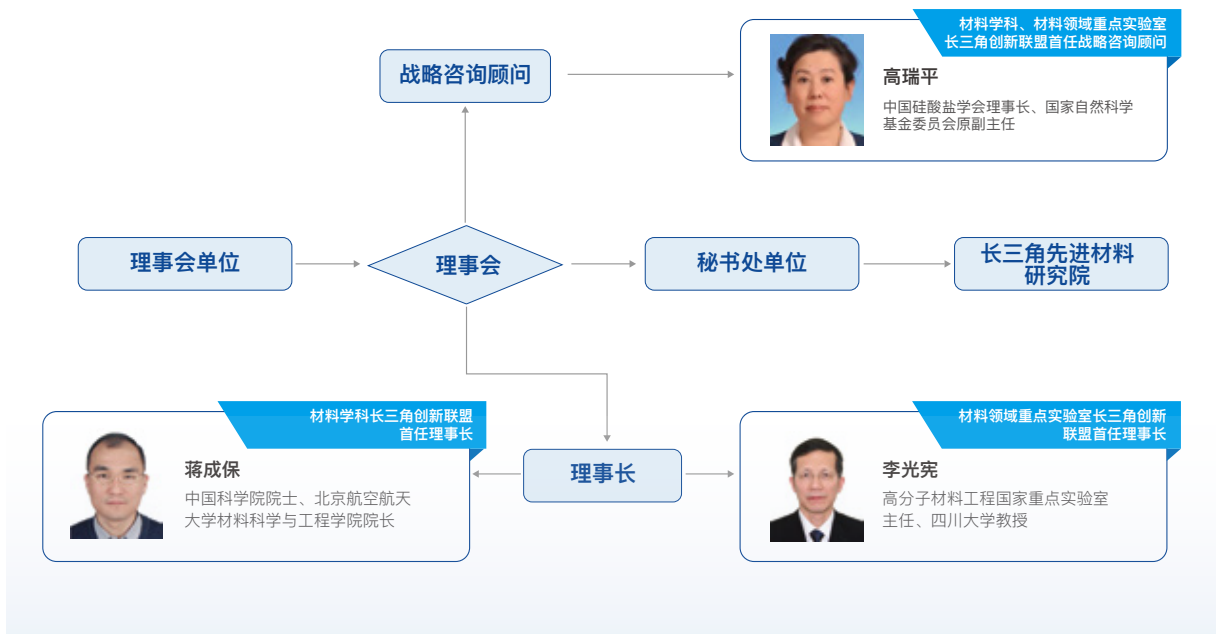 材料学科、材料领域重点实验室
长三角创新联盟首任战略咨询顾问
战略咨询顾问
高瑞平
中国硅酸盐学会理事长、国家自然科学
基金委员会原副主任
理事会单位
理事会
秘书处单位
长三角先进材料
研究院
材料学科长三角创新联盟
首任理事长
蒋成保
中国科学院院士、北京航空航天
大学材料科学与工程学院院长
理事长
材料领域重点实验室长三角创新
联盟首任理事长
李光宪
高分子材料工程国家重点实验室
主任、四川大学教授